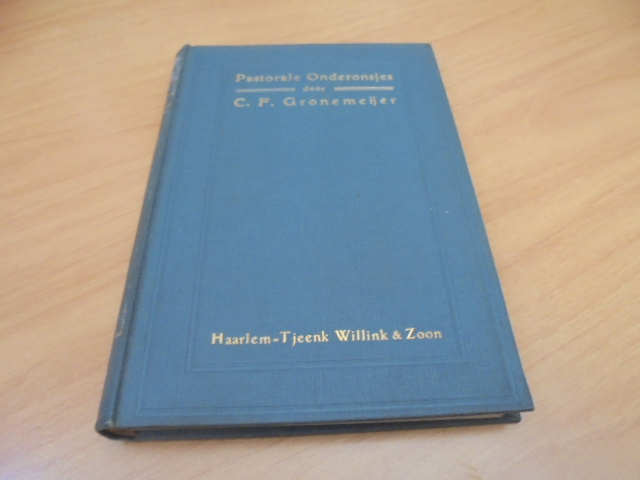 Pastorale Onderonsjes
door
C. F. Gronemeijer
Haarlem-Tjeenk Willink & Zoon